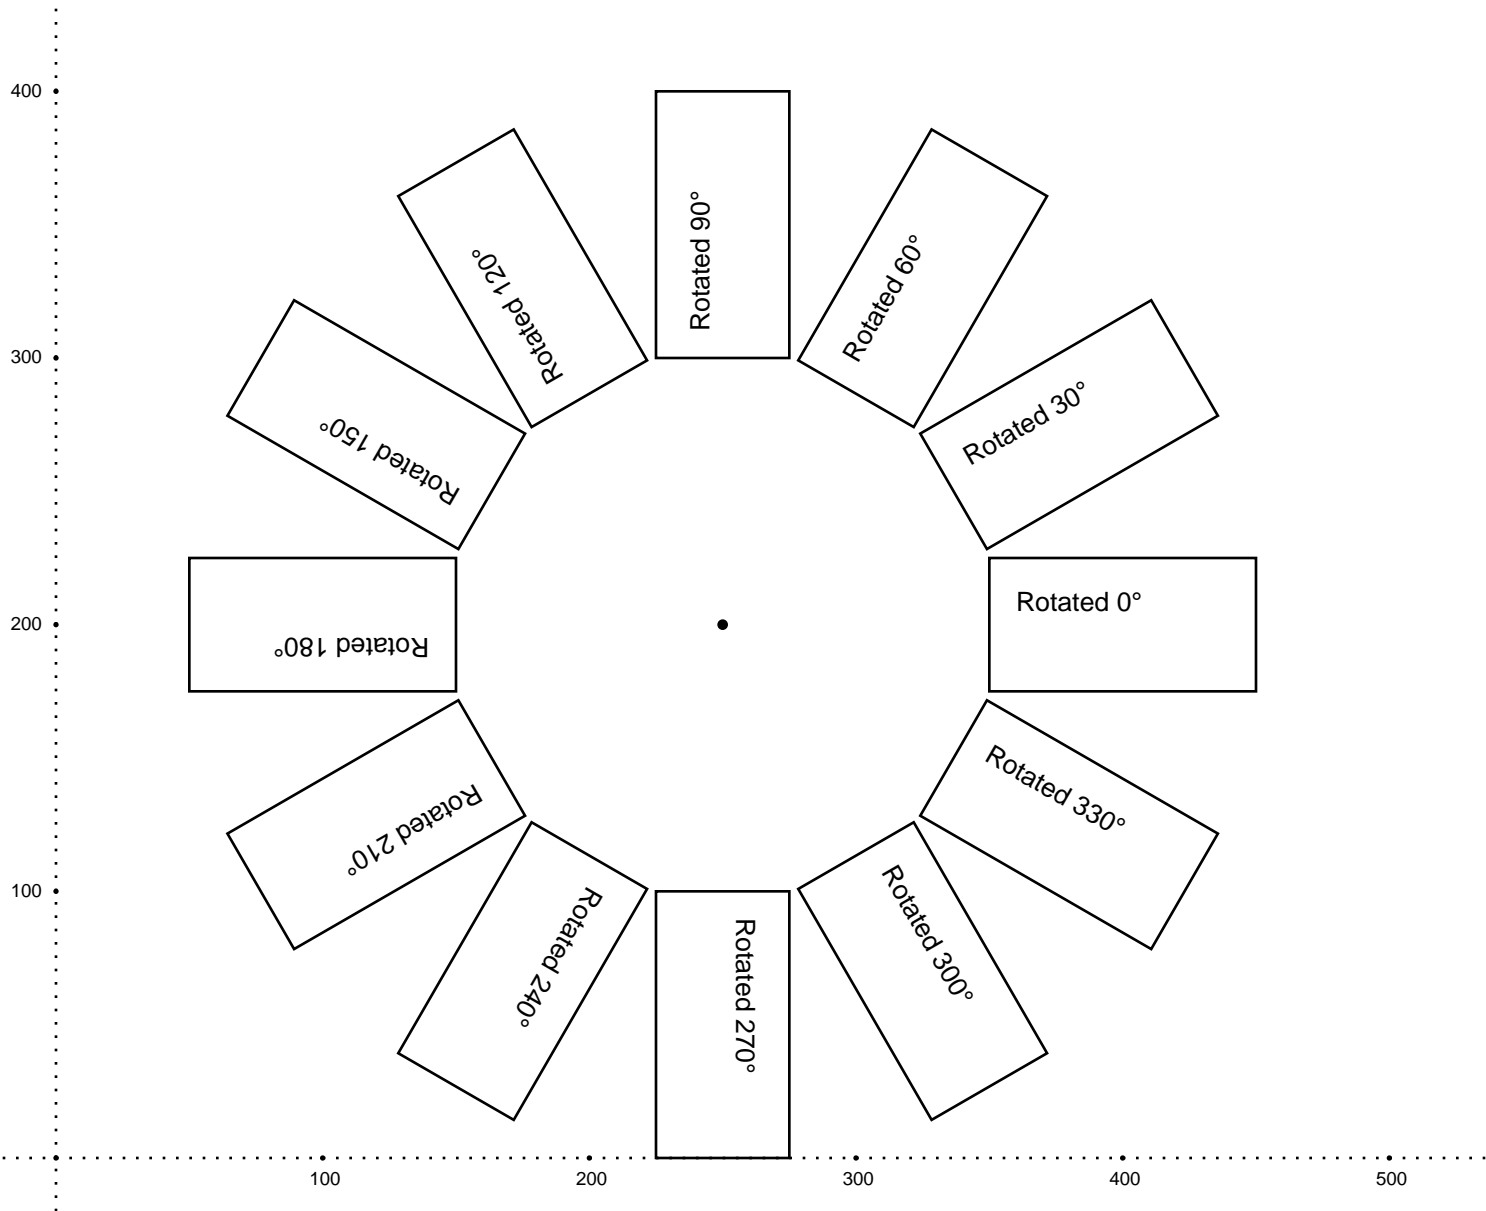 400
Rotated 90°
Rotated 120°
Rotated 60°
300
Rotated 150°
Rotated 30°
200
Rotated 180°
Rotated 0°
Rotated 210°
Rotated 330°
100
Rotated 240°
Rotated 270°
Rotated 300°
100
200
300
400
500